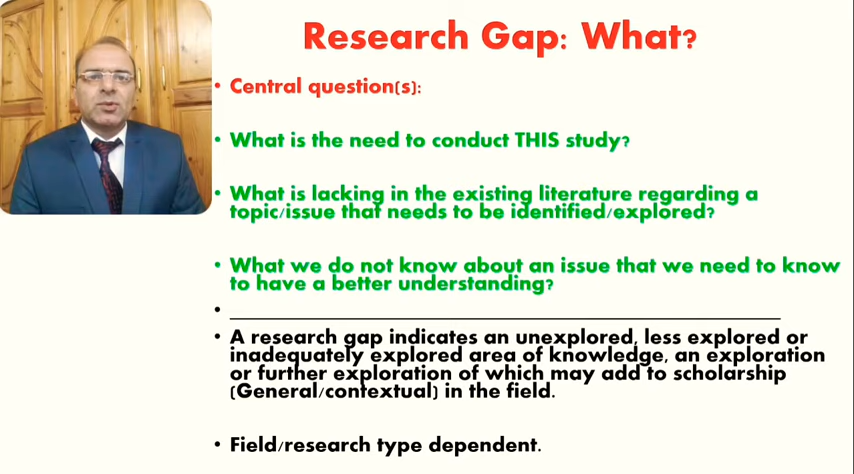 Research Gap: What?
• Central question(s):
• What is the need to conduct THIS study?
• What is lacking in the existing literature regarding a
topic/issue that needs to be identified/explored?
• What we do not know about an issue that we need to know
to have a better understanding?
• A research gap indicates an unexplored, less explored or
inadequately explored area of knowledge, an exploration
or further exploration of which may add to scholarship
(General/contextual) in the field.
• Field/research type dependent.